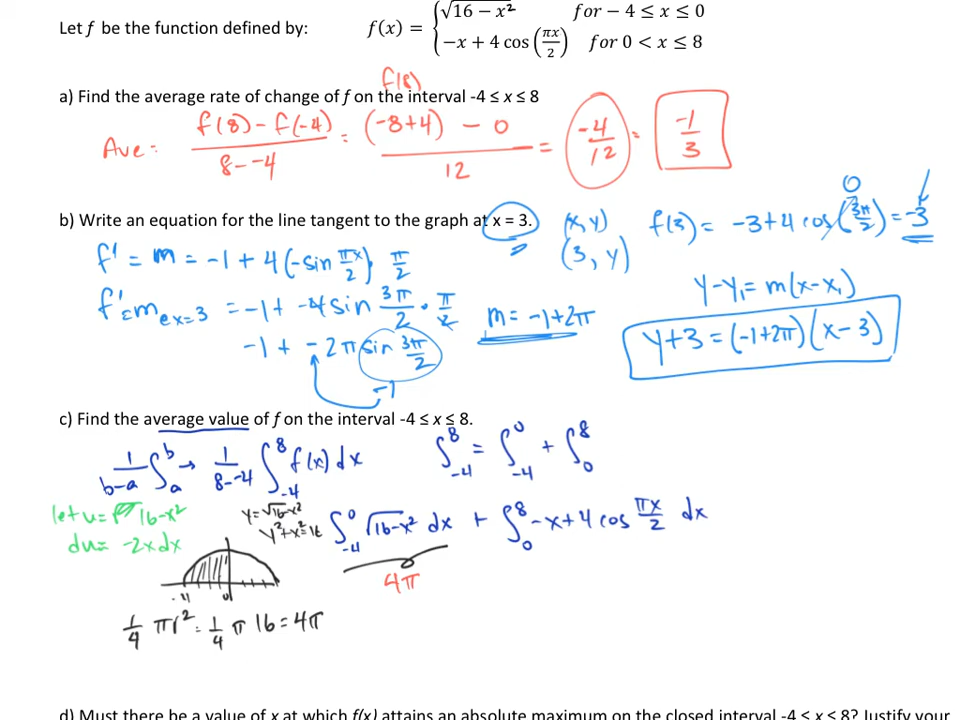 Let f be the function defined by: f(x) = { √16 − x² for − 4 ≤ x ≤ 0
−x + 4 cos (πx/2) for 0 < x ≤ 8
f(8)
a) Find the average rate of change of f on the interval -4 ≤ x ≤ 8
Ave = f(8) - f(-4) / 8--4 = (-8+4) - 0 / 12 = -4/12 = -1/3
b) Write an equation for the line tangent to the graph at x = 3.
(x,y) f(3) = -3+4 cos(3π/2) = -3
0
(3, y)
f' = m = -1 + 4(-sin πx/2) · π/2
y-y₁ = m(x-x₁)
f' = m @x=3 = -1 + -4 sin 3π/2 · π/2
m = -1+2π
y+3 = (-1+2π)(x-3)
-1 + -2π sin 3π/2
-1
c) Find the average value of f on the interval -4 ≤ x ≤ 8.
1/b-a ∫ₐᵇ → 1/8--4 ∫₋₄⁸ f(x) dx ∫₋₄⁸ = ∫₋₄⁰ + ∫₀⁸
let u = 16-x²
y=√16-x²
du = -2x dx
y²+x²=16
∫₋₄⁰ √16-x² dx + ∫₀⁸ -x+4 cos πx/2 dx
4π
-4 0
1/4 πr² = 1/4 π 16 = 4π
d) Must there be a value of x at which f(x) attains an absolute maximum on the closed interval -4 ≤ x ≤ 8? Justify your